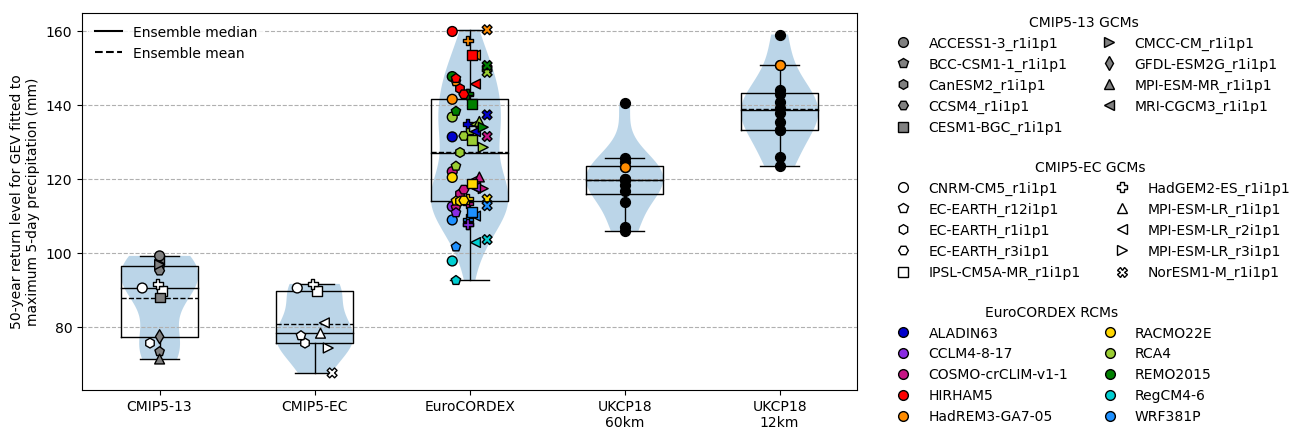 50-year return level for GEV fitted to
maximum 5-day precipitation (mm)
160
140
120
100
80
Ensemble median
Ensemble mean
CMIP5-13
CMIP5-EC
EuroCORDEX
UKCP18
60km
UKCP18
12km
CMIP5-13 GCMs
ACCESS1-3_r1i1p1
BCC-CSM1-1_r1i1p1
CanESM2_r1i1p1
CCSM4_r1i1p1
CESM1-BGC_r1i1p1
CMCC-CM_r1i1p1
GFDL-ESM2G_r1i1p1
MPI-ESM-MR_r1i1p1
MRI-CGCM3_r1i1p1
CMIP5-EC GCMs
CNRM-CM5_r1i1p1
EC-EARTH_r12i1p1
EC-EARTH_r1i1p1
EC-EARTH_r3i1p1
IPSL-CM5A-MR_r1i1p1
HadGEM2-ES_r1i1p1
MPI-ESM-LR_r1i1p1
MPI-ESM-LR_r2i1p1
MPI-ESM-LR_r3i1p1
NorESM1-M_r1i1p1
EuroCORDEX RCMs
ALADIN63
CCLM4-8-17
COSMO-crCLIM-v1-1
HIRHAM5
HadREM3-GA7-05
RACMO22E
RCA4
REMO2015
RegCM4-6
WRF381P